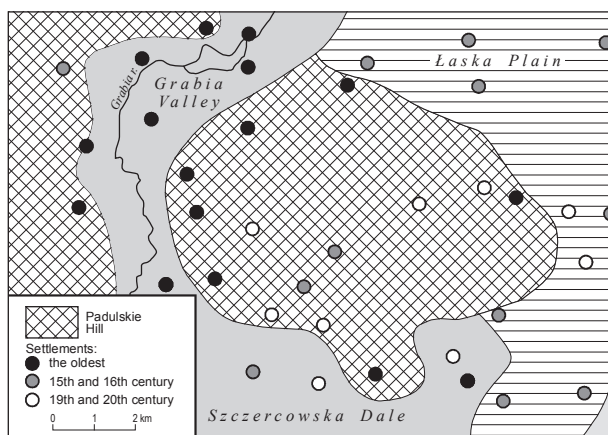 Grabia r.
Grabia
Valley
Łaska Plain
Padulskie
Hill
Settlements:
the oldest
15th and 16th century
19th and 20th century
0 1 2 km
Szczercowska Dale